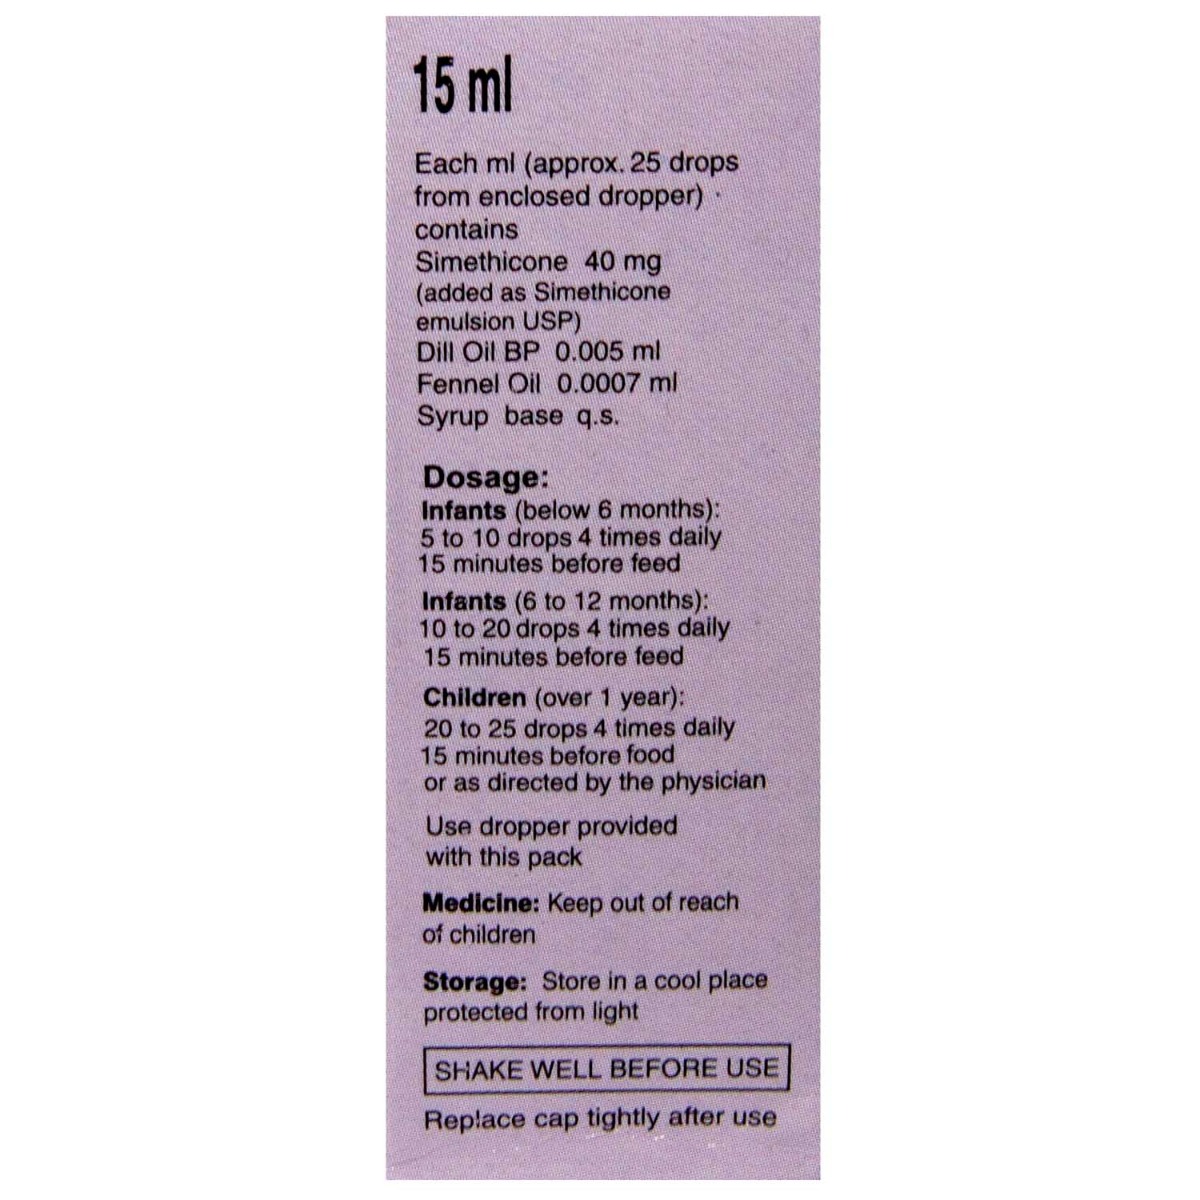 15 ml
Each ml (approx. 25 drops
from enclosed dropper)
contains
Simethicone 40 mg
(added as Simethicone
emulsion USP)
Dill Oil BP 0.005 ml
Fennel Oil 0.0007 ml
Syrup base q.s.
Dosage:
Infants (below 6 months):
5 to 10 drops 4 times daily
15 minutes before feed
Infants (6 to 12 months):
10 to 20 drops 4 times daily
15 minutes before feed
Children (over 1 year):
20 to 25 drops 4 times daily
15 minutes before food
or as directed by the physician
Use dropper provided
with this pack
Medicine: Keep out of reach
of children
Storage: Store in a cool place
protected from light
SHAKE WELL BEFORE USE
Replace cap tightly after use